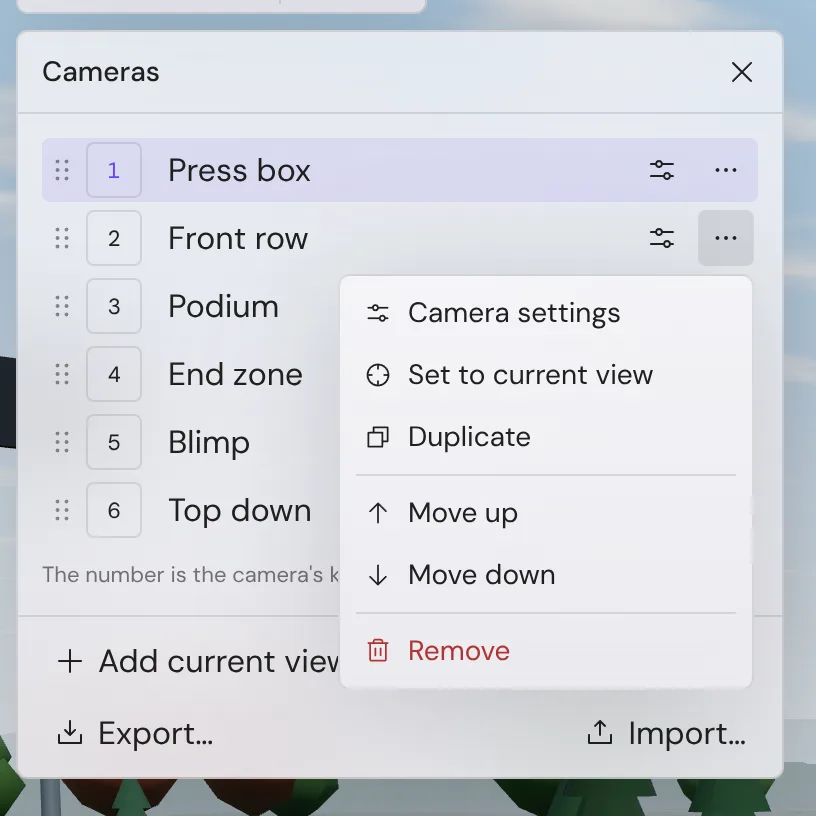 Cameras
1 Press box
2 Front row
3 Podium
4 End zone
5 Blimp
6 Top down
The number is the camera's k
Add current view
Export...
Import...
Camera settings
Set to current view
Duplicate
Move up
Move down
Remove